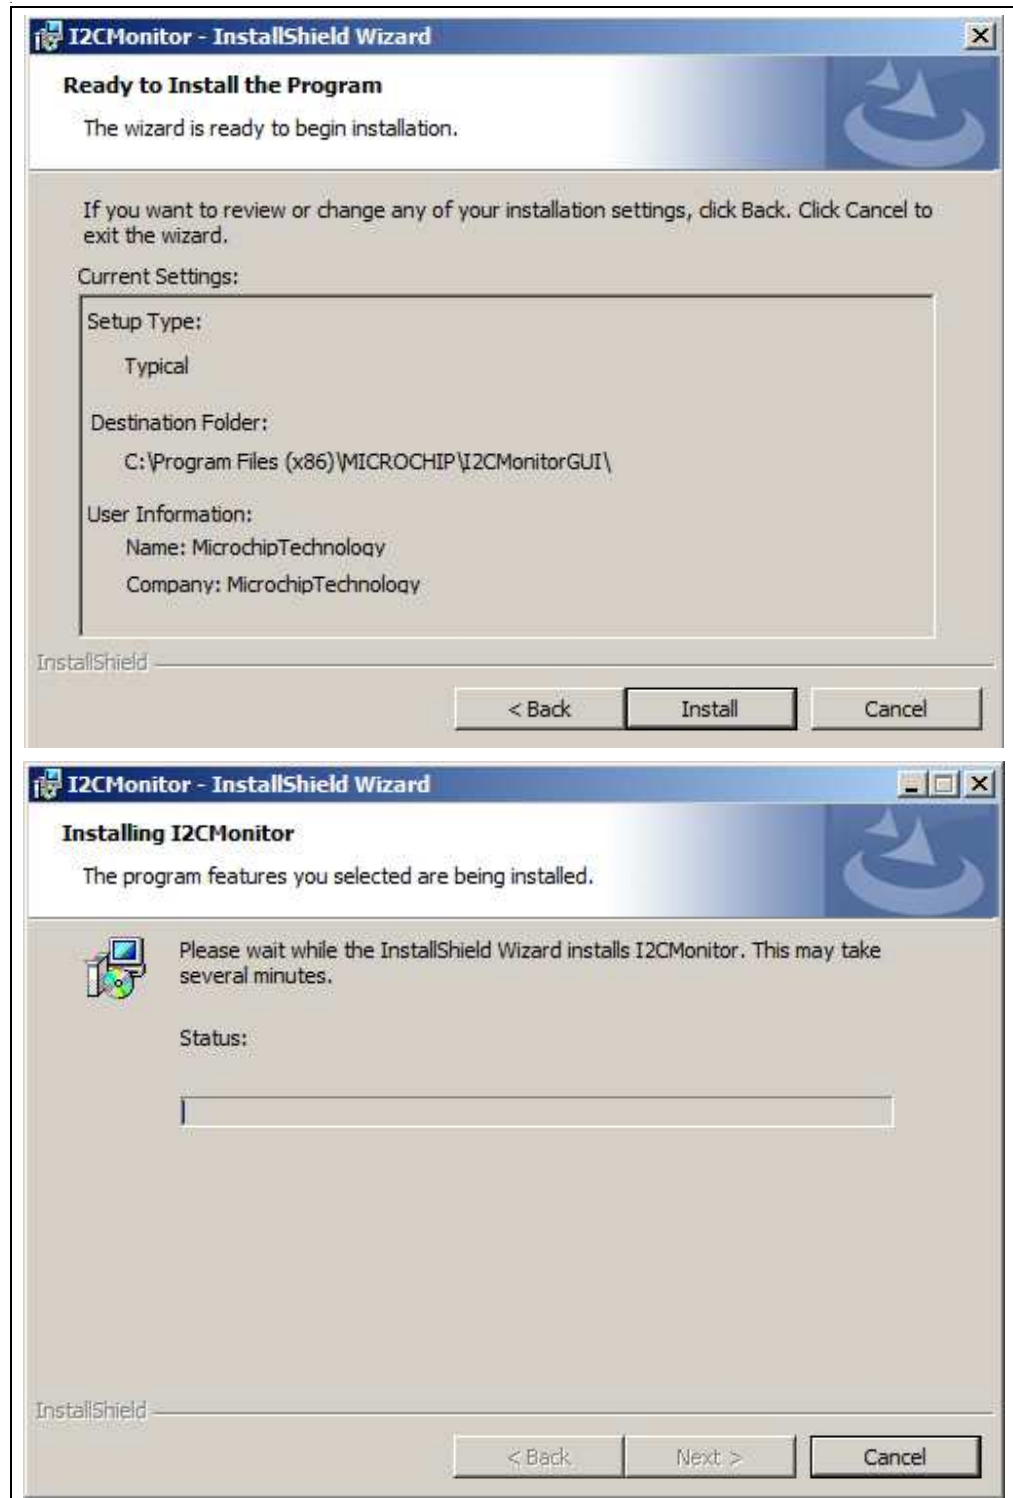 I2CMonitor - InstallShield Wizard
Ready to Install the Program
The wizard is ready to begin installation.
If you want to review or change any of your installation settings, click Back. Click Cancel to
exit the wizard.
Current Settings:
Setup Type:
Typical
Destination Folder:
C:\Program Files (x86)\MICROCHIP\I2CMonitorGUI\
User Information:
Name: MicrochipTechnology
Company: MicrochipTechnology
InstallShield
< Back Install Cancel
I2CMonitor - InstallShield Wizard
Installing I2CMonitor
The program features you selected are being installed.
Please wait while the InstallShield Wizard installs I2CMonitor. This may take
several minutes.
Status:
InstallShield
< Back Next > Cancel